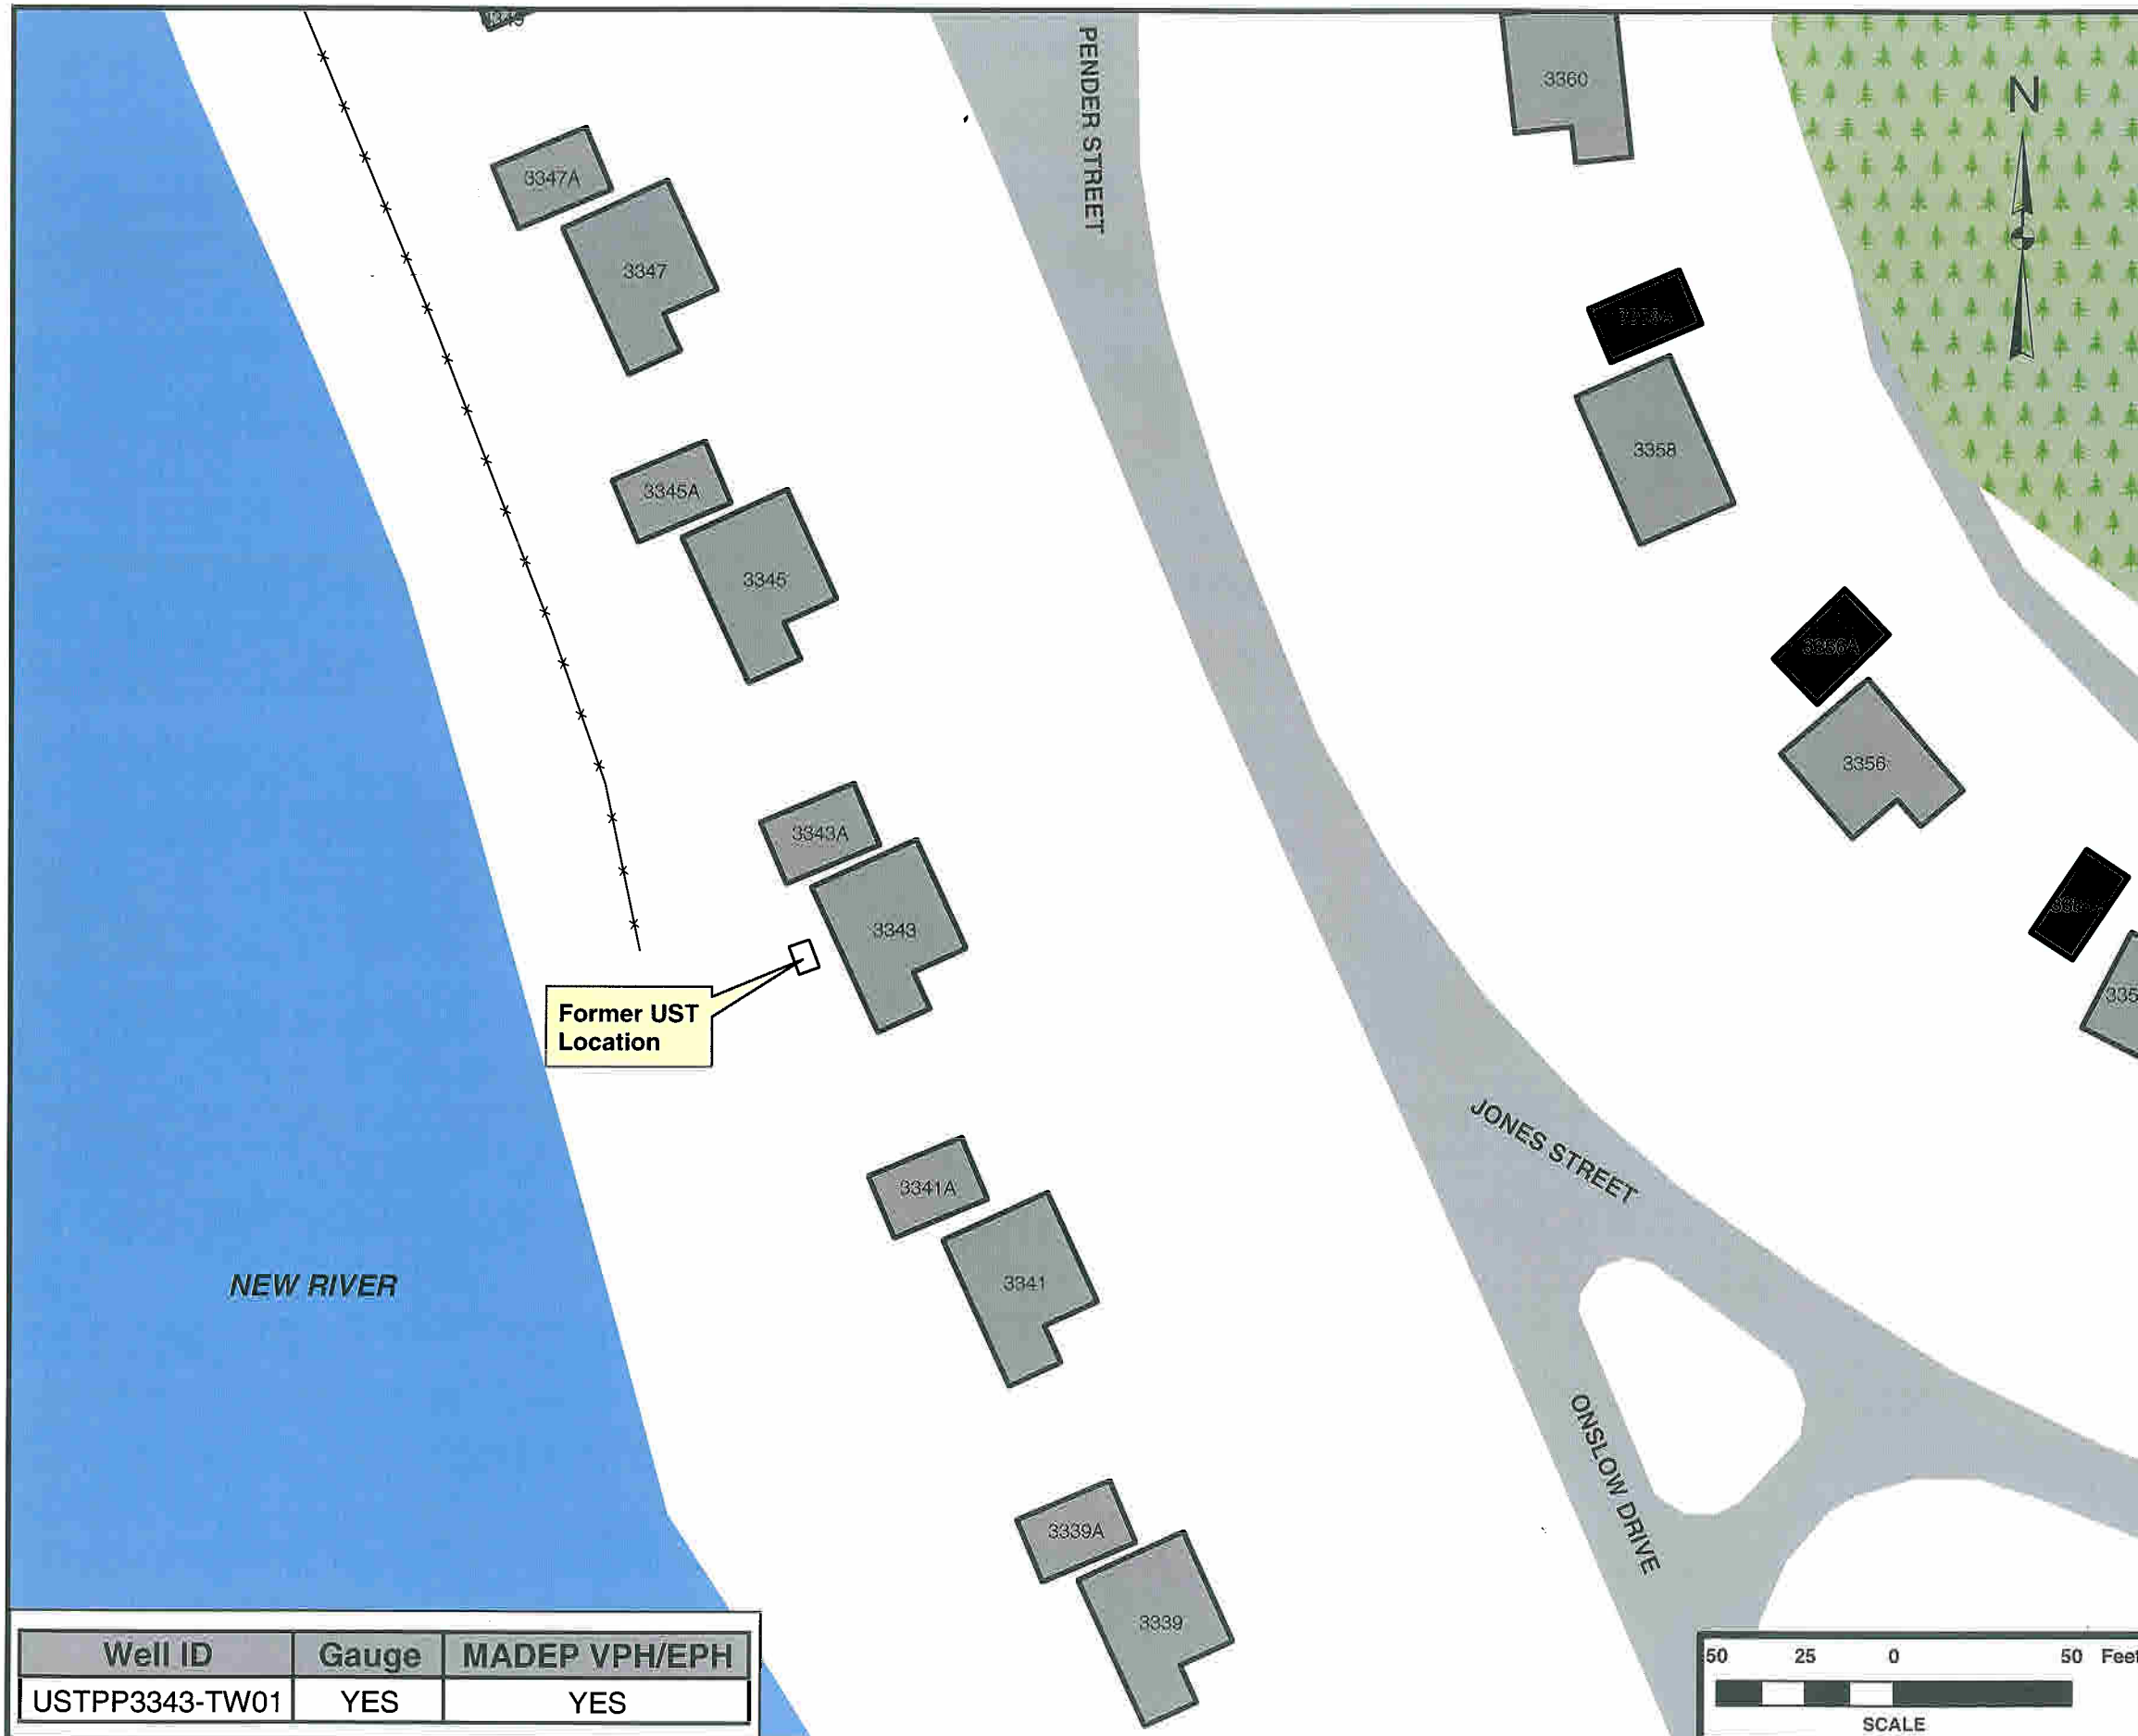 PENDER STREET
3360
N
3347A
3347
3358
3345A
3345
3356A
3356
3343A
3343
Former UST
Location
JONES STREET
3341A
3341
NEW RIVER
ONSLOW DRIVE
3339A
3339
Well ID Gauge MADEP VPH/EPH
USTPP3343-TW01 YES YES
50 25 0 50 Feet
SCALE